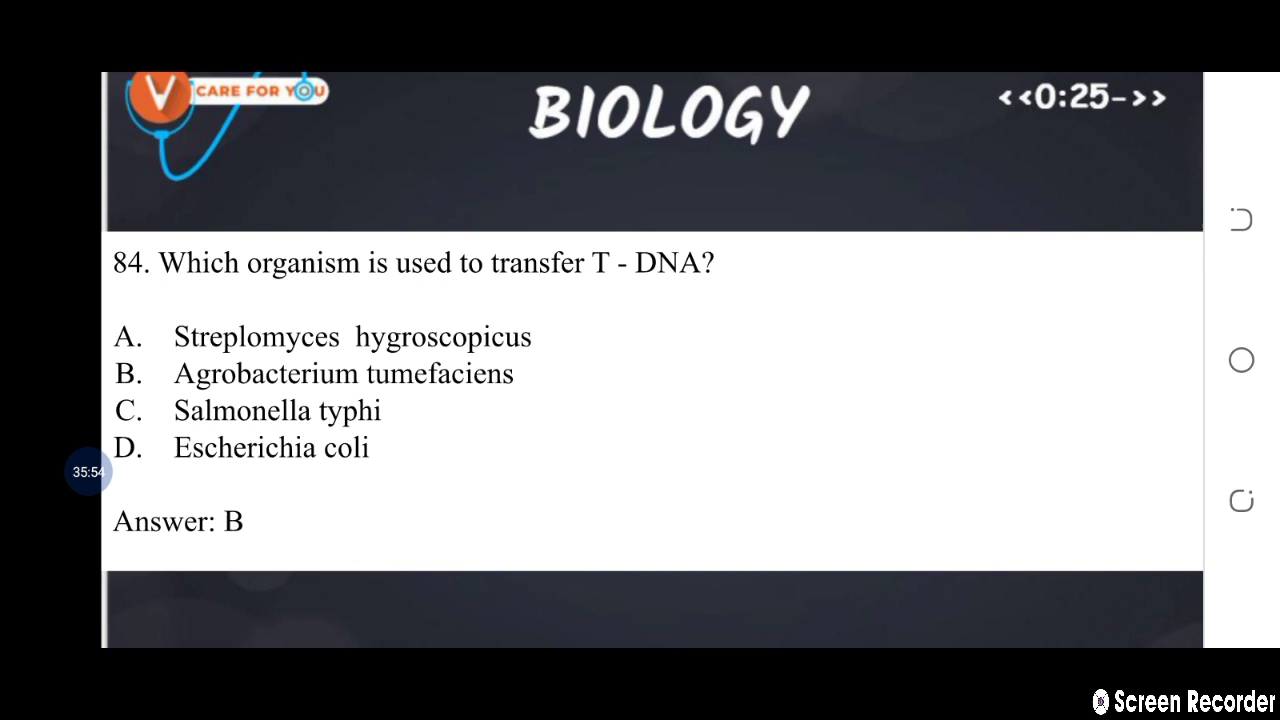 CARE FOR YOU
BIOLOGY
<<0:25->>
84. Which organism is used to transfer T - DNA?
A. Streplomyces hygroscopicus
B. Agrobacterium tumefaciens
C. Salmonella typhi
D. Escherichia coli
35:54
Answer: B
Screen Recorder